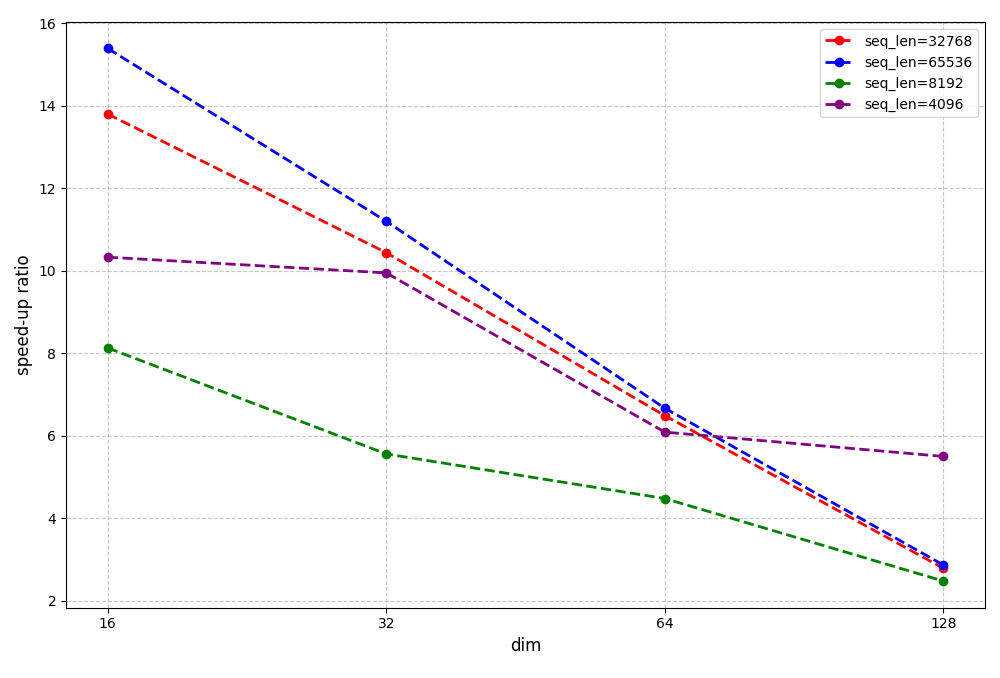 16
14
12
10
8
6
4
2
speed-up ratio
seq_len=32768
seq_len=65536
seq_len=8192
seq_len=4096
16 32 64 128
dim